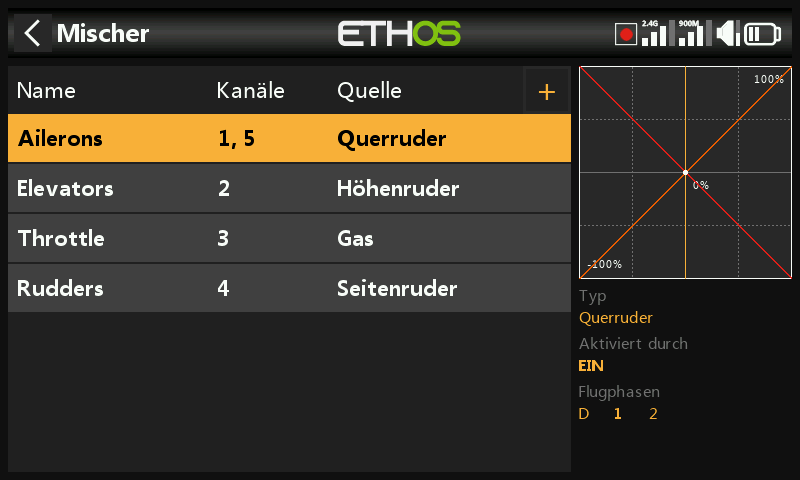 Mischer
ETHOS
2.4G 900M
Name Kanäle Quelle +
Ailerons 1, 5 Querruder
Elevators 2 Höhenruder
Throttle 3 Gas
Rudders 4 Seitenruder
100%
0%
-100%
Typ
Querruder
Aktiviert durch
EIN
Flugphasen
D 1 2